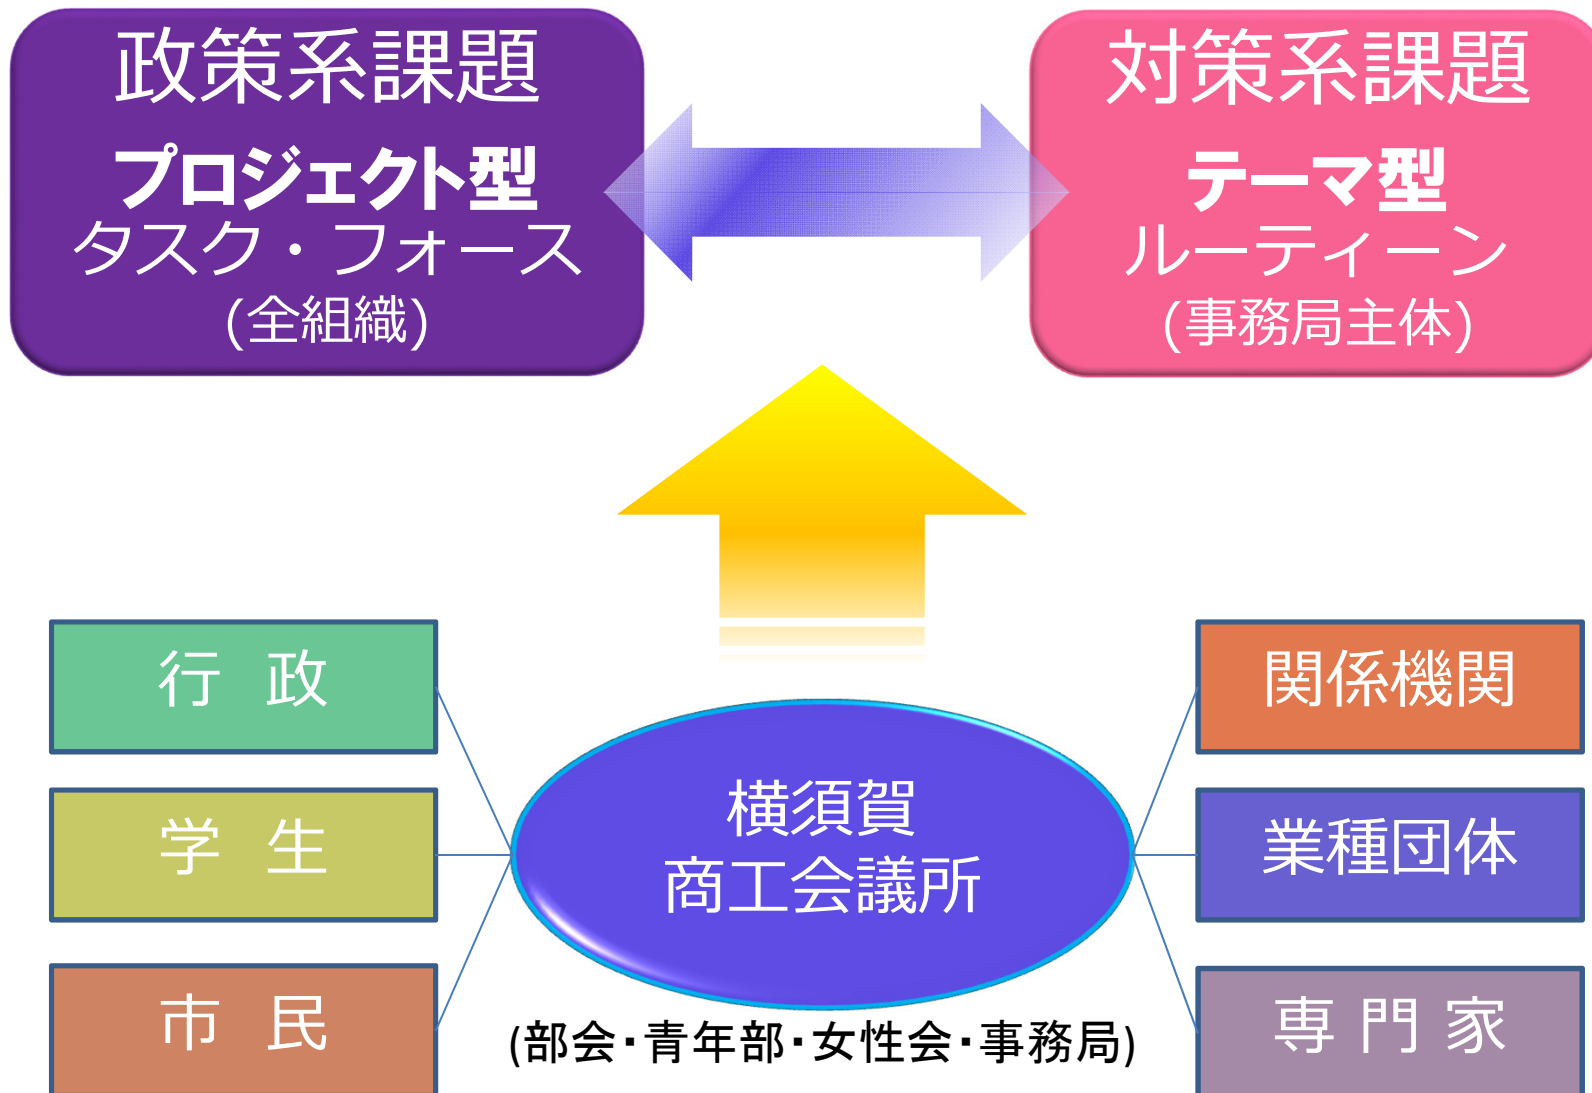 政策系課題
プロジェクト型
タスク・フォース
(全組織)
対策系課題
テーマ型
ルーティーン
(事務局主体)
行 政
学 生
市 民
横須賀
商工会議所
(部会・青年部・女性会・事務局)
関係機関
業種団体
専 門 家